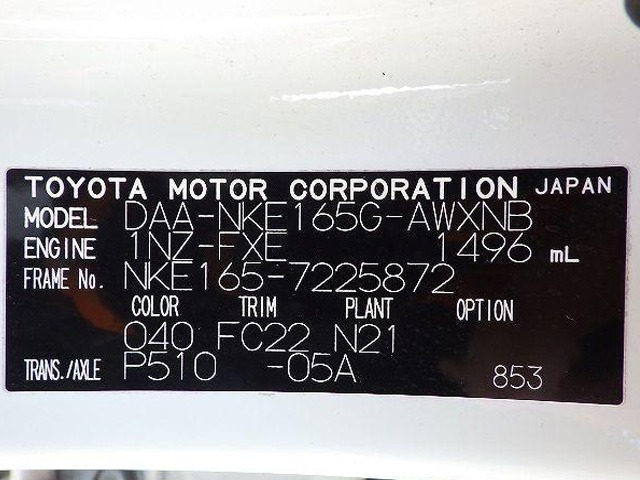 TOYOTA MOTOR CORPORATION JAPAN
MODEL DAA-NKE165G-AWXNB
ENGINE 1NZ-FXE 1496 mL
FRAME No. NKE165-7225872
COLOR TRIM PLANT OPTION
040 FC22 N21
TRANS./AXLE P510 -05A 853